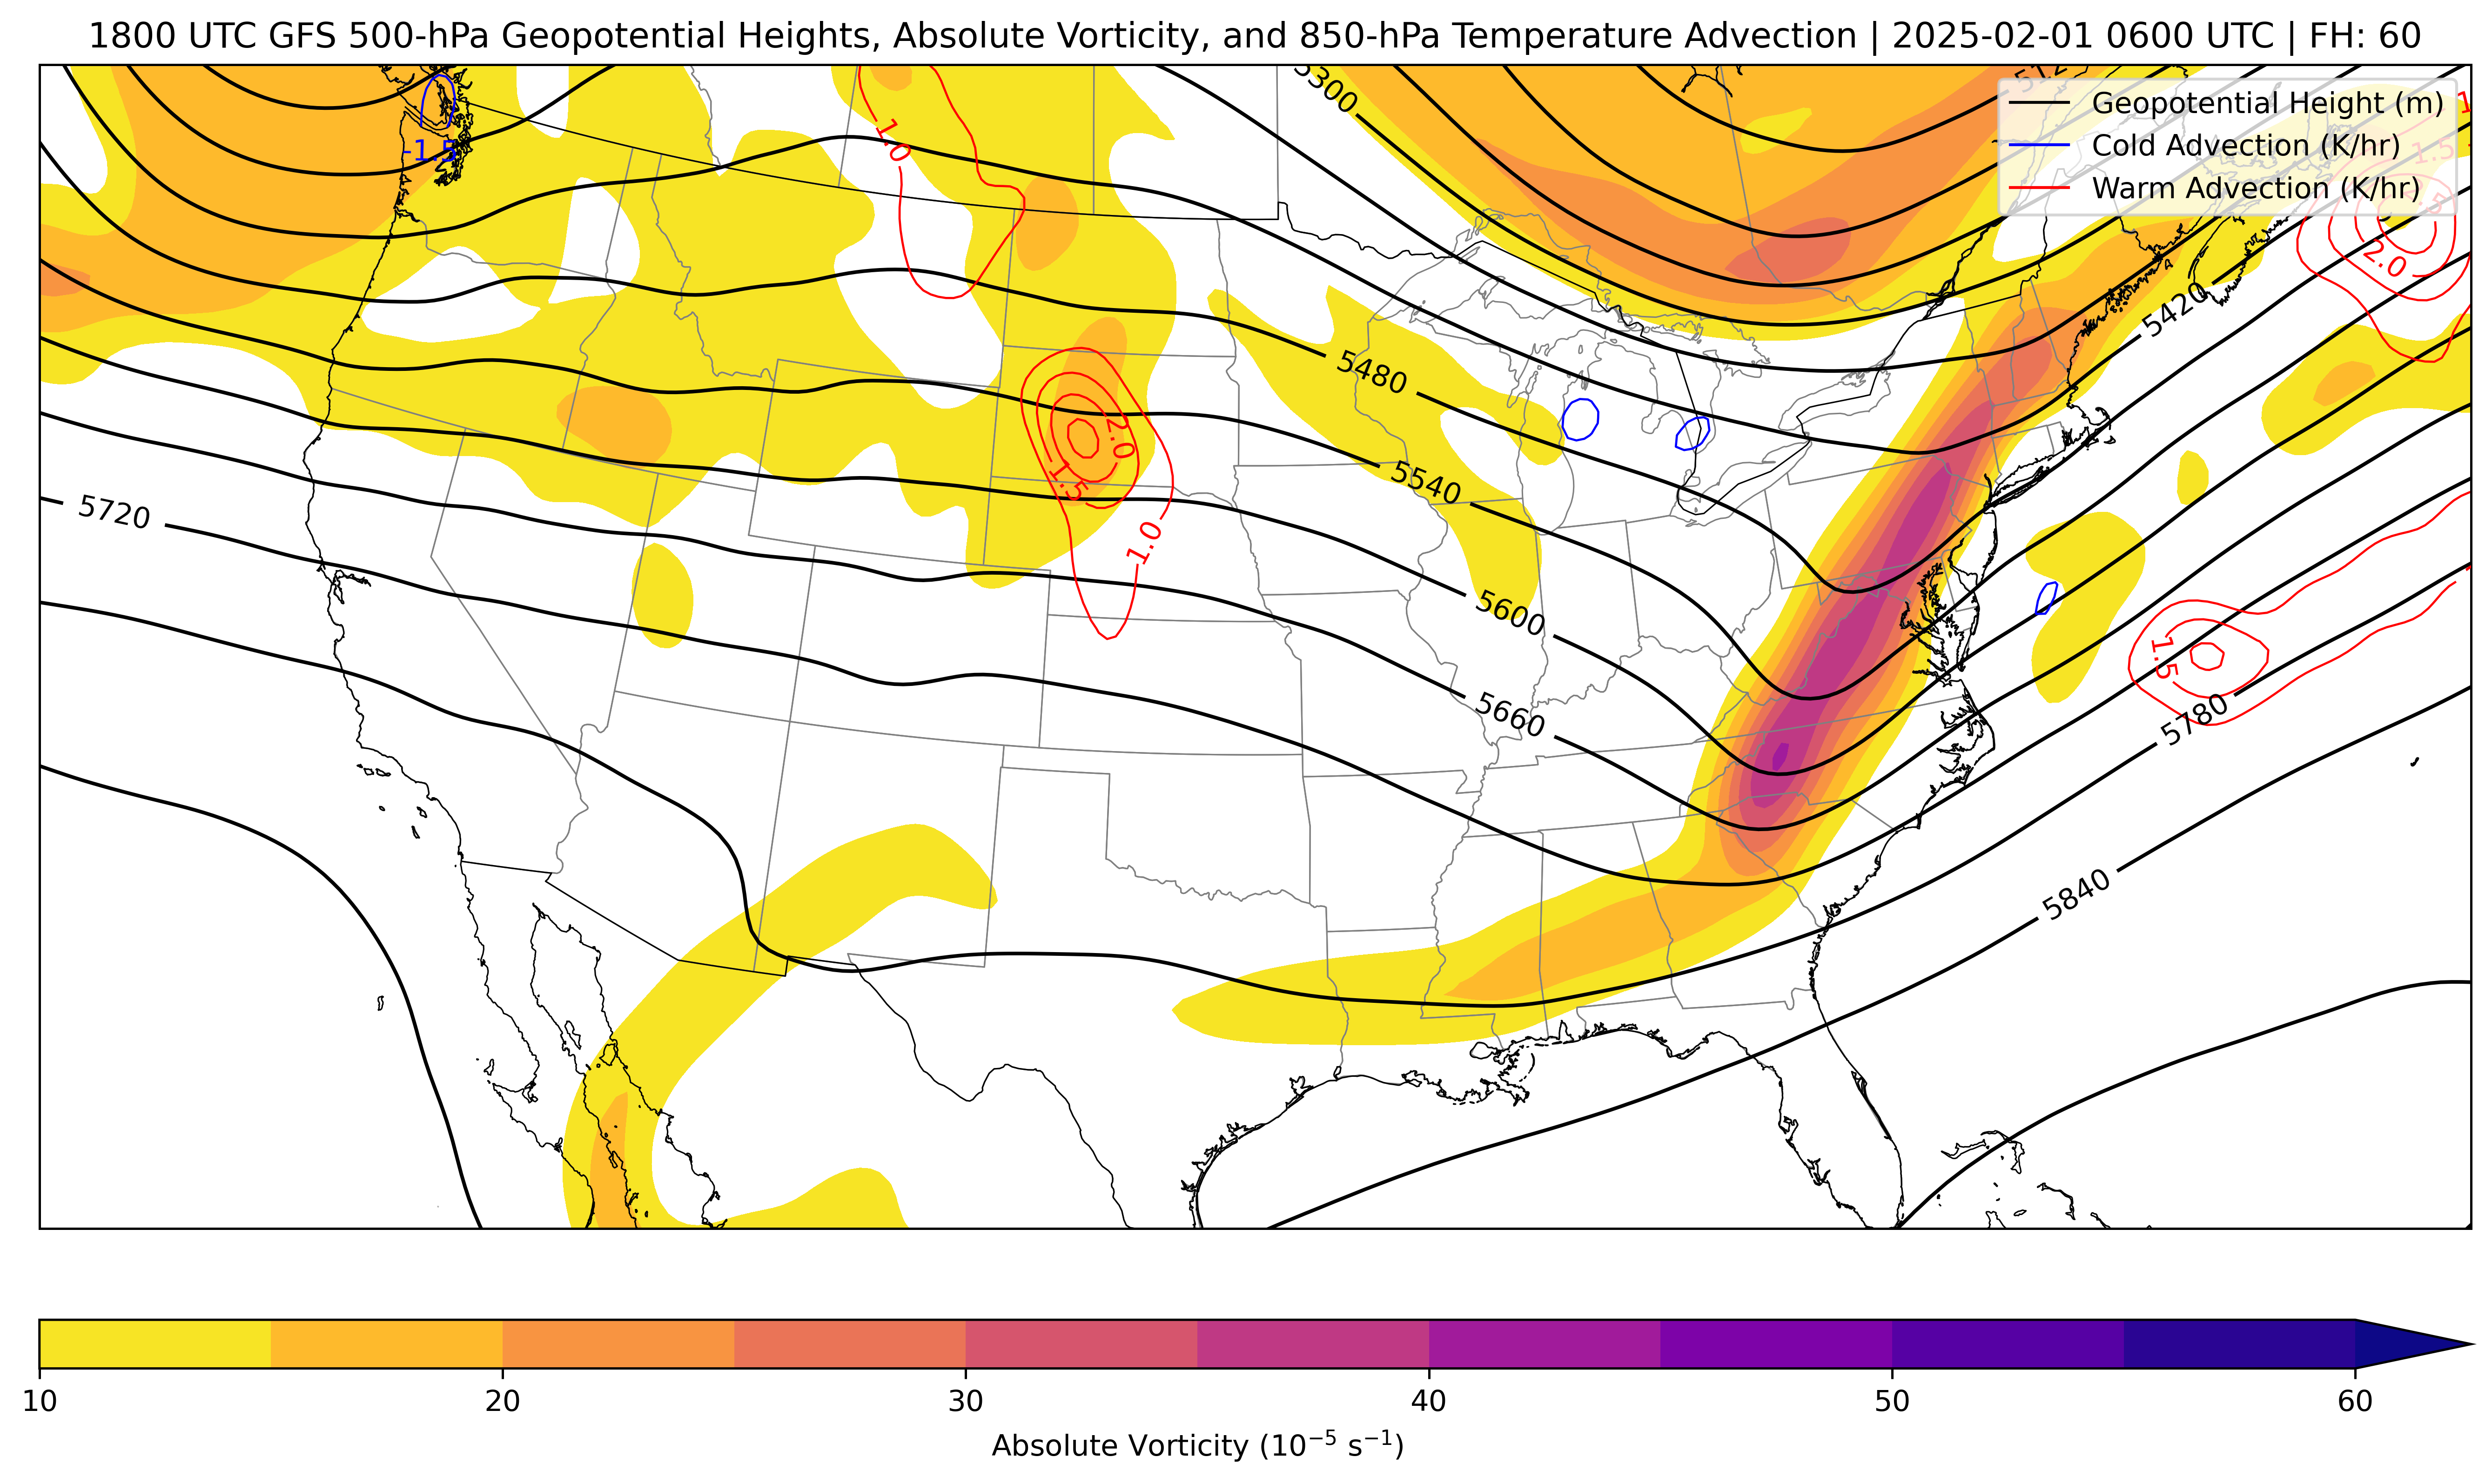 1800 UTC GFS 500-hPa Geopotential Heights, Absolute Vorticity, and 850-hPa Temperature Advection | 2025-02-01 0600 UTC | FH: 60
5300
Geopotential Height (m)
Cold Advection (K/hr)
Warm Advection (K/hr)
1.0
-1.5
1.5
2.0
5420
5480
2.0
1.5
5540
5720
1.0
5600
1.5
5660
5780
5840
10 20 30 40 50 60
Absolute Vorticity (10⁻⁵ s⁻¹)